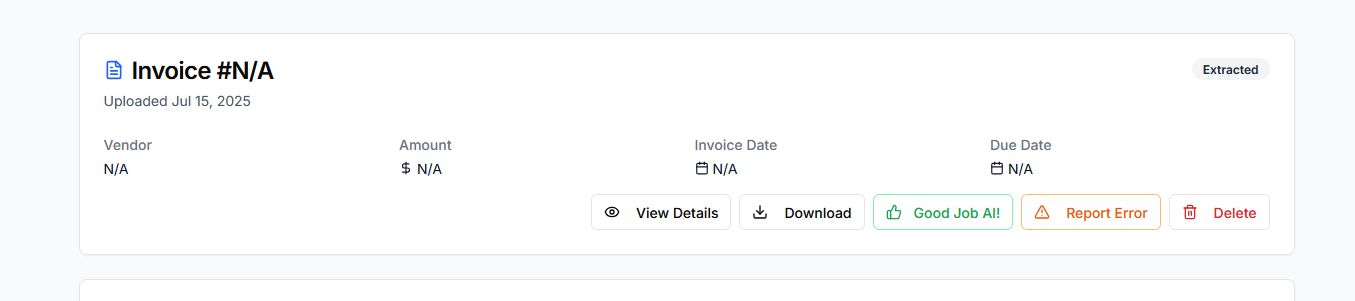 Invoice #N/A
Extracted
Uploaded Jul 15, 2025
Vendor Amount Invoice Date Due Date
N/A $ N/A N/A N/A
View Details Download Good Job AI! Report Error Delete